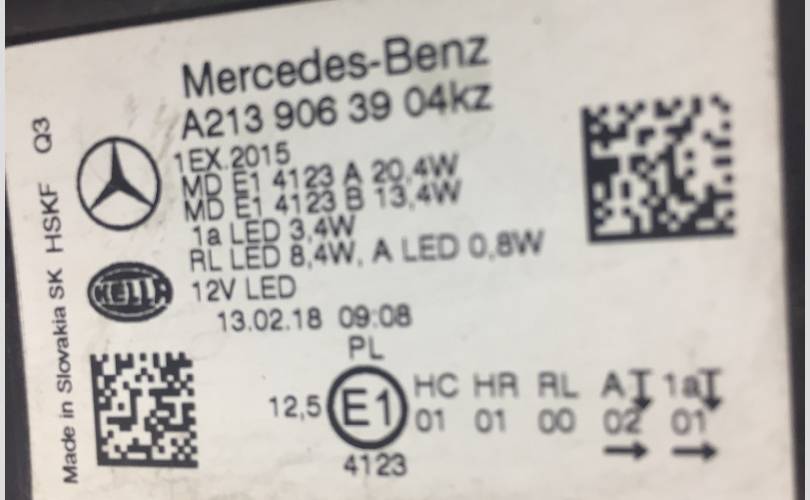 Mercedes-Benz
A213 906 39 04kz
1EX.2015
MD E1 4123 A 20,4W
MD E1 4123 B 13,4W
1a LED 3,4W
RL LED 8,4W, A LED 0,8W
12V LED
13.02.18 09:08
PL
12,5 E1 HC HR RL A 1a
01 01 00 02 01
4123
HELLA
Made in Slovakia SK HSKF Q3